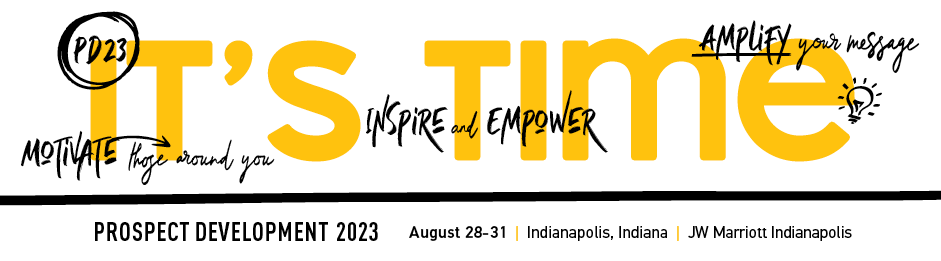 PD23
IT'S TIME
AMPLIFY your message
INSPIRE and EMPOWER
MOTIVATE those around you
PROSPECT DEVELOPMENT 2023
August 28-31 | Indianapolis, Indiana | JW Marriott Indianapolis